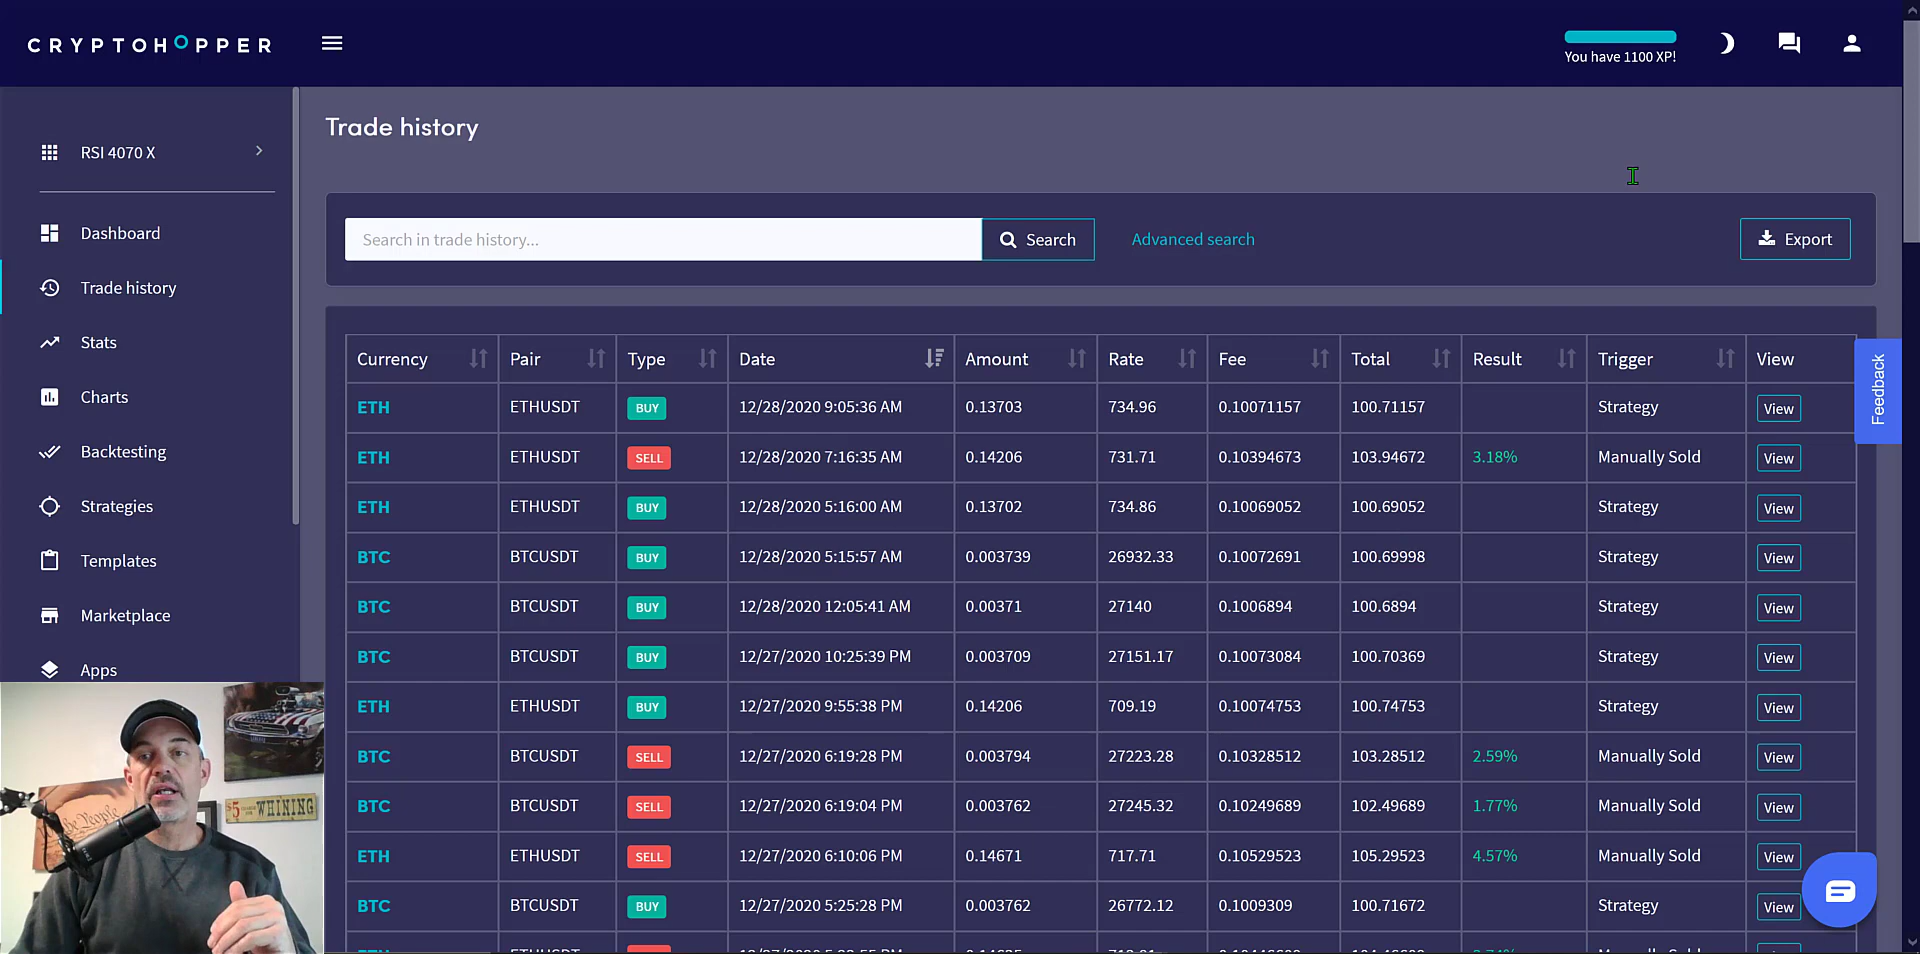 CRYPTOHOPPER
You have 1100 XP!
RSI 4070 X
Dashboard
Trade history
Stats
Charts
Backtesting
Strategies
Templates
Marketplace
Apps
Trade history
Search in trade history...
Search
Advanced search
Export
Currency Pair Type Date Amount Rate Fee Total Result Trigger View
ETH ETHUSDT BUY 12/28/2020 9:05:36 AM 0.13703 734.96 0.10071157 100.71157 Strategy View
ETH ETHUSDT SELL 12/28/2020 7:16:35 AM 0.14206 731.71 0.10394673 103.94672 3.18% Manually Sold View
ETH ETHUSDT BUY 12/28/2020 5:16:00 AM 0.13702 734.86 0.10069052 100.69052 Strategy View
BTC BTCUSDT BUY 12/28/2020 5:15:57 AM 0.003739 26932.33 0.10072691 100.69998 Strategy View
BTC BTCUSDT BUY 12/28/2020 12:05:41 AM 0.00371 27140 0.1006894 100.6894 Strategy View
BTC BTCUSDT BUY 12/27/2020 10:25:39 PM 0.003709 27151.17 0.10073084 100.70369 Strategy View
ETH ETHUSDT BUY 12/27/2020 9:55:38 PM 0.14206 709.19 0.10074753 100.74753 Strategy View
BTC BTCUSDT SELL 12/27/2020 6:19:28 PM 0.003794 27223.28 0.10328512 103.28512 2.59% Manually Sold View
BTC BTCUSDT SELL 12/27/2020 6:19:04 PM 0.003762 27245.32 0.10249689 102.49689 1.77% Manually Sold View
ETH ETHUSDT SELL 12/27/2020 6:10:06 PM 0.14671 717.71 0.10529523 105.29523 4.57% Manually Sold View
BTC BTCUSDT BUY 12/27/2020 5:25:28 PM 0.003762 26772.12 0.1009309 100.71672 Strategy View
Feedback
WHINING